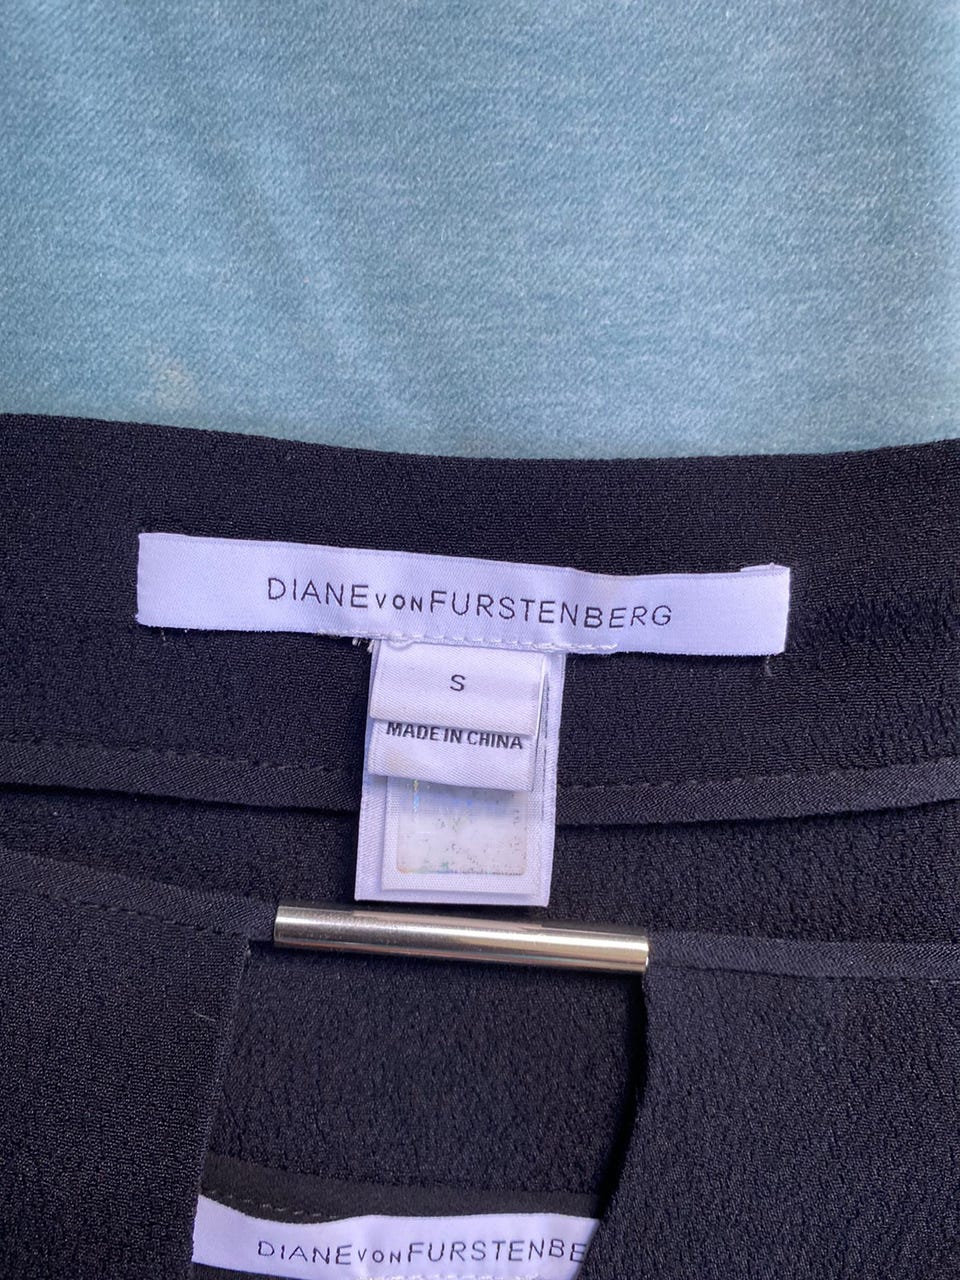 DIANE VON FURSTENBERG
S
MADE IN CHINA
DIANE VON FURSTENBE